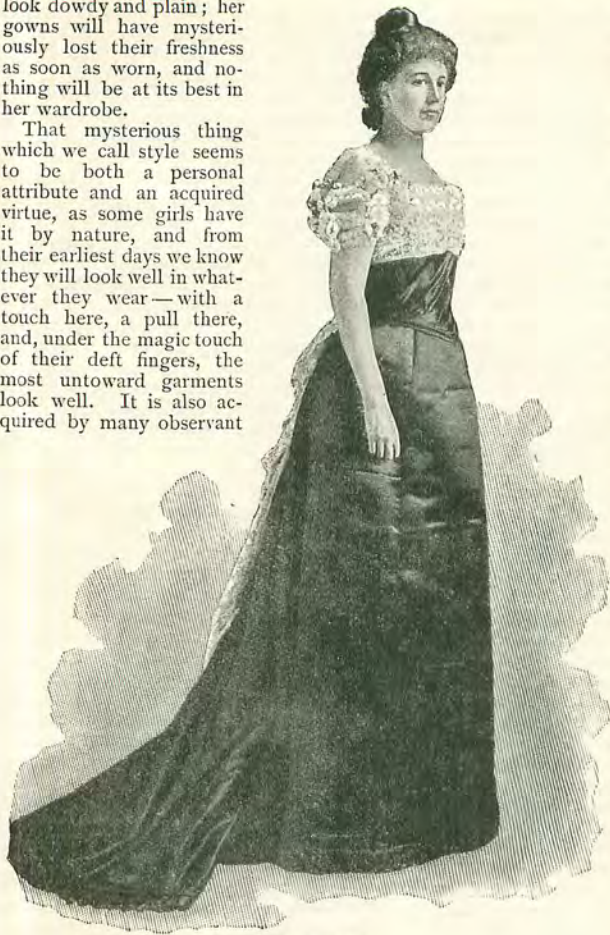 look dowdy and plain; her
gowns will have mysteri-
ously lost their freshness
as soon as worn, and no-
thing will be at its best in
her wardrobe.
That mysterious thing
which we call style seems
to be both a personal
attribute and an acquired
virtue, as some girls have
it by nature, and from
their earliest days we know
they will look well in what-
ever they wear — with a
touch here, a pull there,
and, under the magic touch
of their deft fingers, the
most untoward garments
look well. It is also ac-
quired by many observant